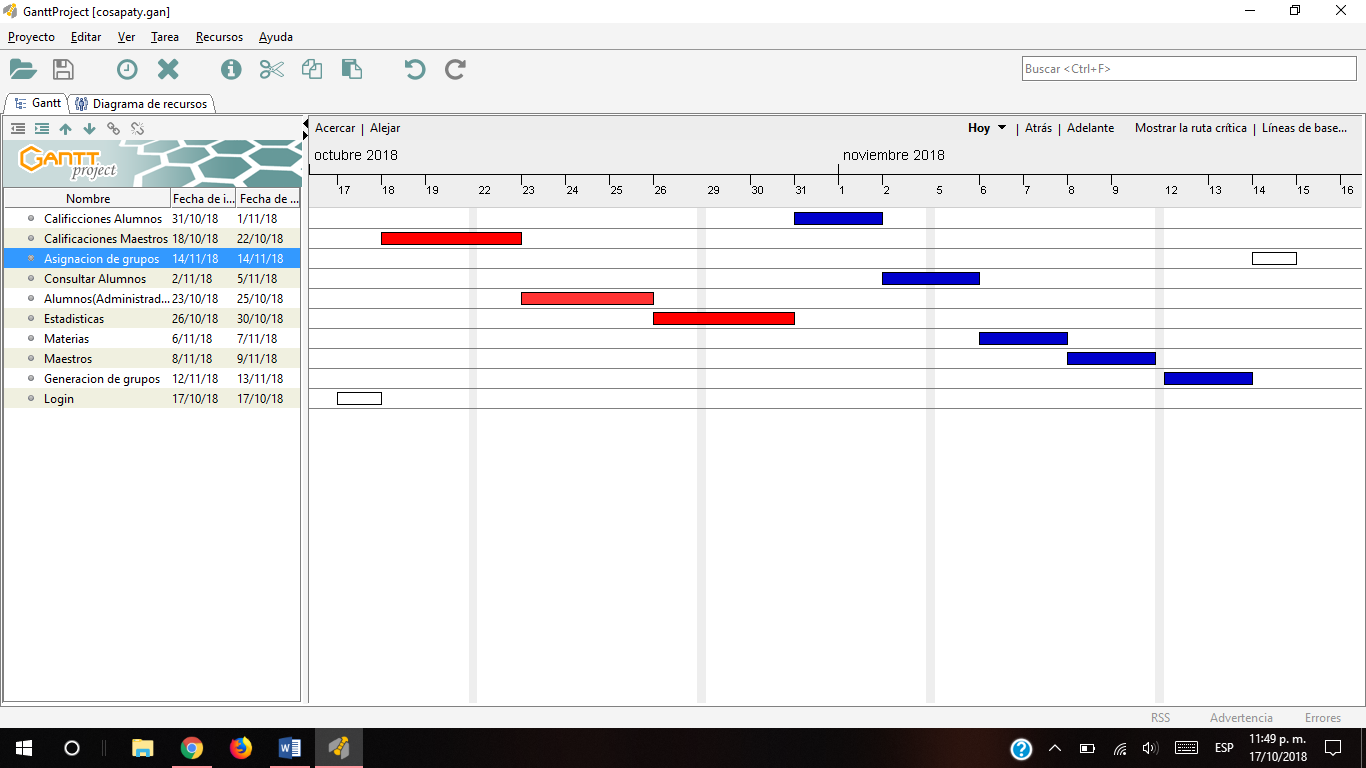 GanttProject [cosapaty.gan]
Proyecto Editar Ver Tarea Recursos Ayuda
Buscar <Ctrl+F>
Gantt Diagrama de recursos
Acercar | Alejar Hoy | Atrás | Adelante Mostrar la ruta crítica | Líneas de base...
GANTT project
octubre 2018 noviembre 2018
17 18 19 22 23 24 25 26 29 30 31 1 2 5 6 7 8 9 12 13 14 15 16
Nombre Fecha de i... Fecha de ...
Calificciones Alumnos 31/10/18 1/11/18
Calificaciones Maestros 18/10/18 22/10/18
Asignacion de grupos 14/11/18 14/11/18
Consultar Alumnos 2/11/18 5/11/18
Alumnos(Administrad... 23/10/18 25/10/18
Estadisticas 26/10/18 30/10/18
Materias 6/11/18 7/11/18
Maestros 8/11/18 9/11/18
Generacion de grupos 12/11/18 13/11/18
Login 17/10/18 17/10/18
RSS Advertencia Errores
ESP 11:49 p. m.
17/10/2018